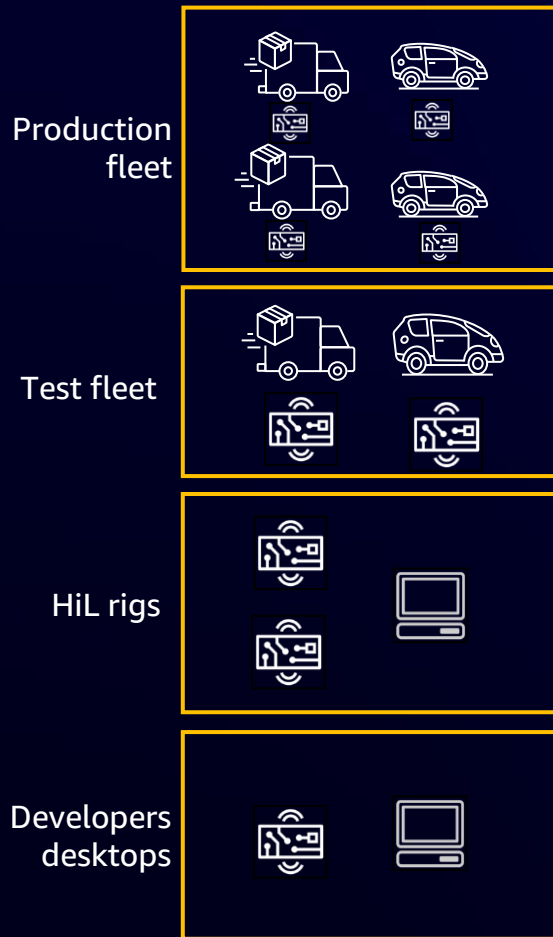 Production
fleet
Test fleet
HiL rigs
Developers
desktops